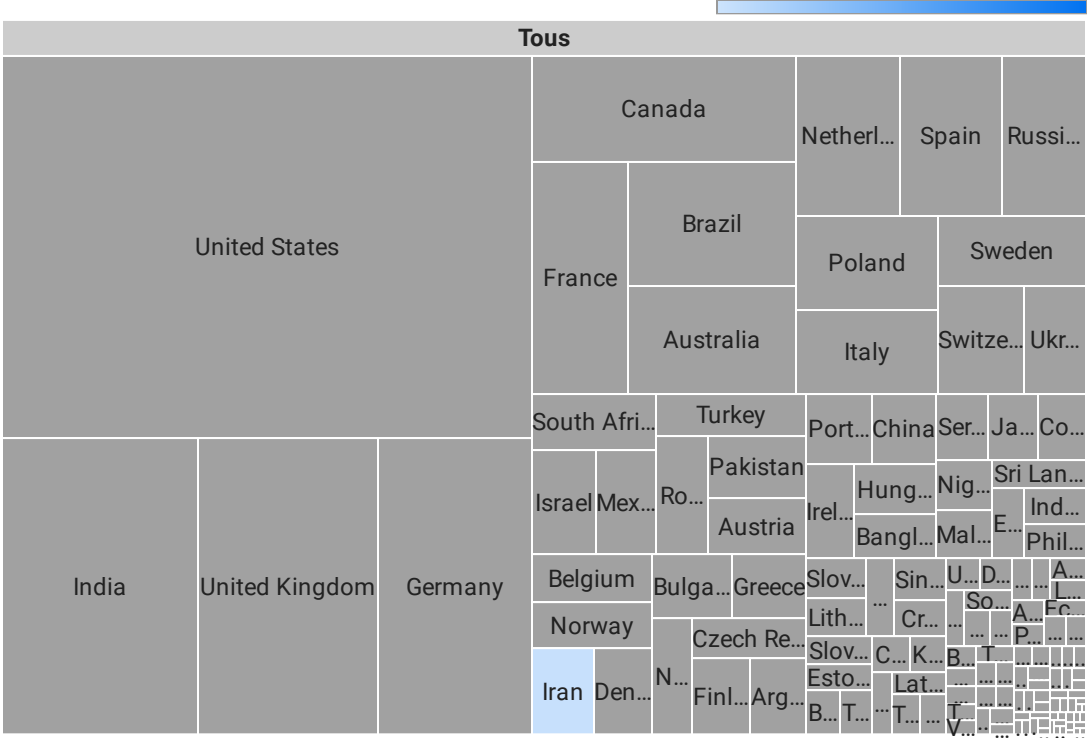 Tous
United States
Canada
Netherl...
Spain
Russi...
France
Brazil
Australia
Poland
Sweden
Italy
Switze...
Ukr...
India
United Kingdom
Germany
South Afri...
Turkey
Israel
Mex...
Ro...
Pakistan
Austria
Port...
China
Ser...
Ja...
Co...
Irel...
Hung...
Bangl...
Nig...
Mal...
Sri Lan...
E...
Ind...
Phil...
Belgium
Norway
Iran
Den...
Bulga...
Greece
N...
Czech Re...
Finl...
Arg...
Slov...
Lith...
...
Sin...
Cr...
Slov...
Esto...
B...
T...
C...
K...
...
Lat...
T...
...
U...
D...
...
...
A...
L...
...
So...
...
...
A...
P...
Ec...
...
...
B...
T...
...
T...
V...